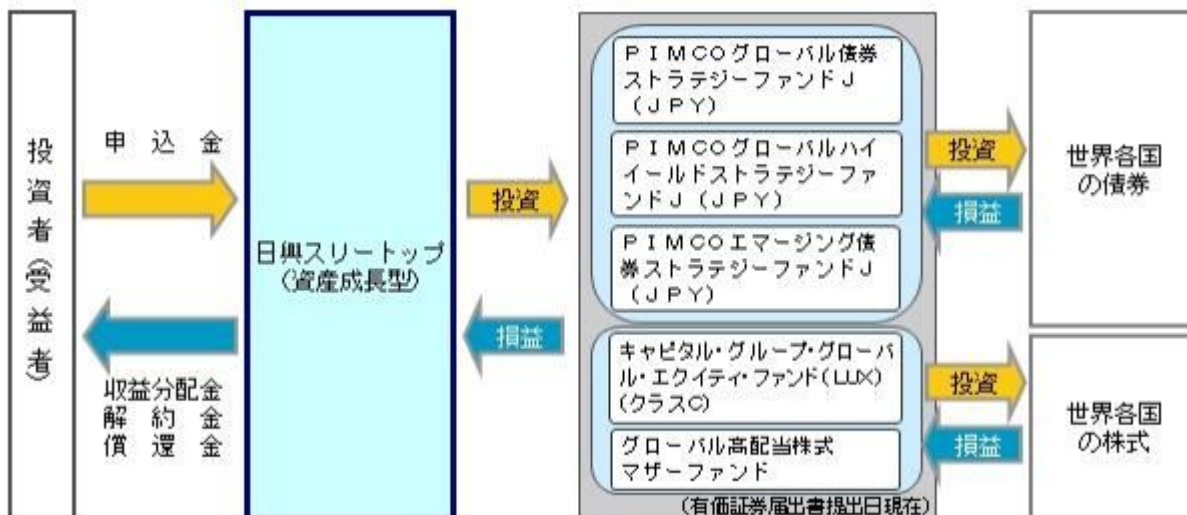 投資者(受益者)
申　込　金
収益分配金
解　約　金
償　還　金
日興スリートップ
(資産成長型)
投資
損益
ＰＩＭＣＯグローバル債券
ストラテジーファンドＪ
（ＪＰＹ）
ＰＩＭＣＯグローバルハイ
イールドストラテジーファ
ンドＪ（ＪＰＹ）
ＰＩＭＣＯエマージング債
券ストラテジーファンドＪ
（ＪＰＹ）
キャピタル・グループ・グローバ
ル・エクイティ・ファンド(LUX)
(クラスC)
グローバル高配当株式
マザーファンド
(有価証券届出書提出日現在)
投資
損益
世界各国
の債券
投資
損益
世界各国
の株式